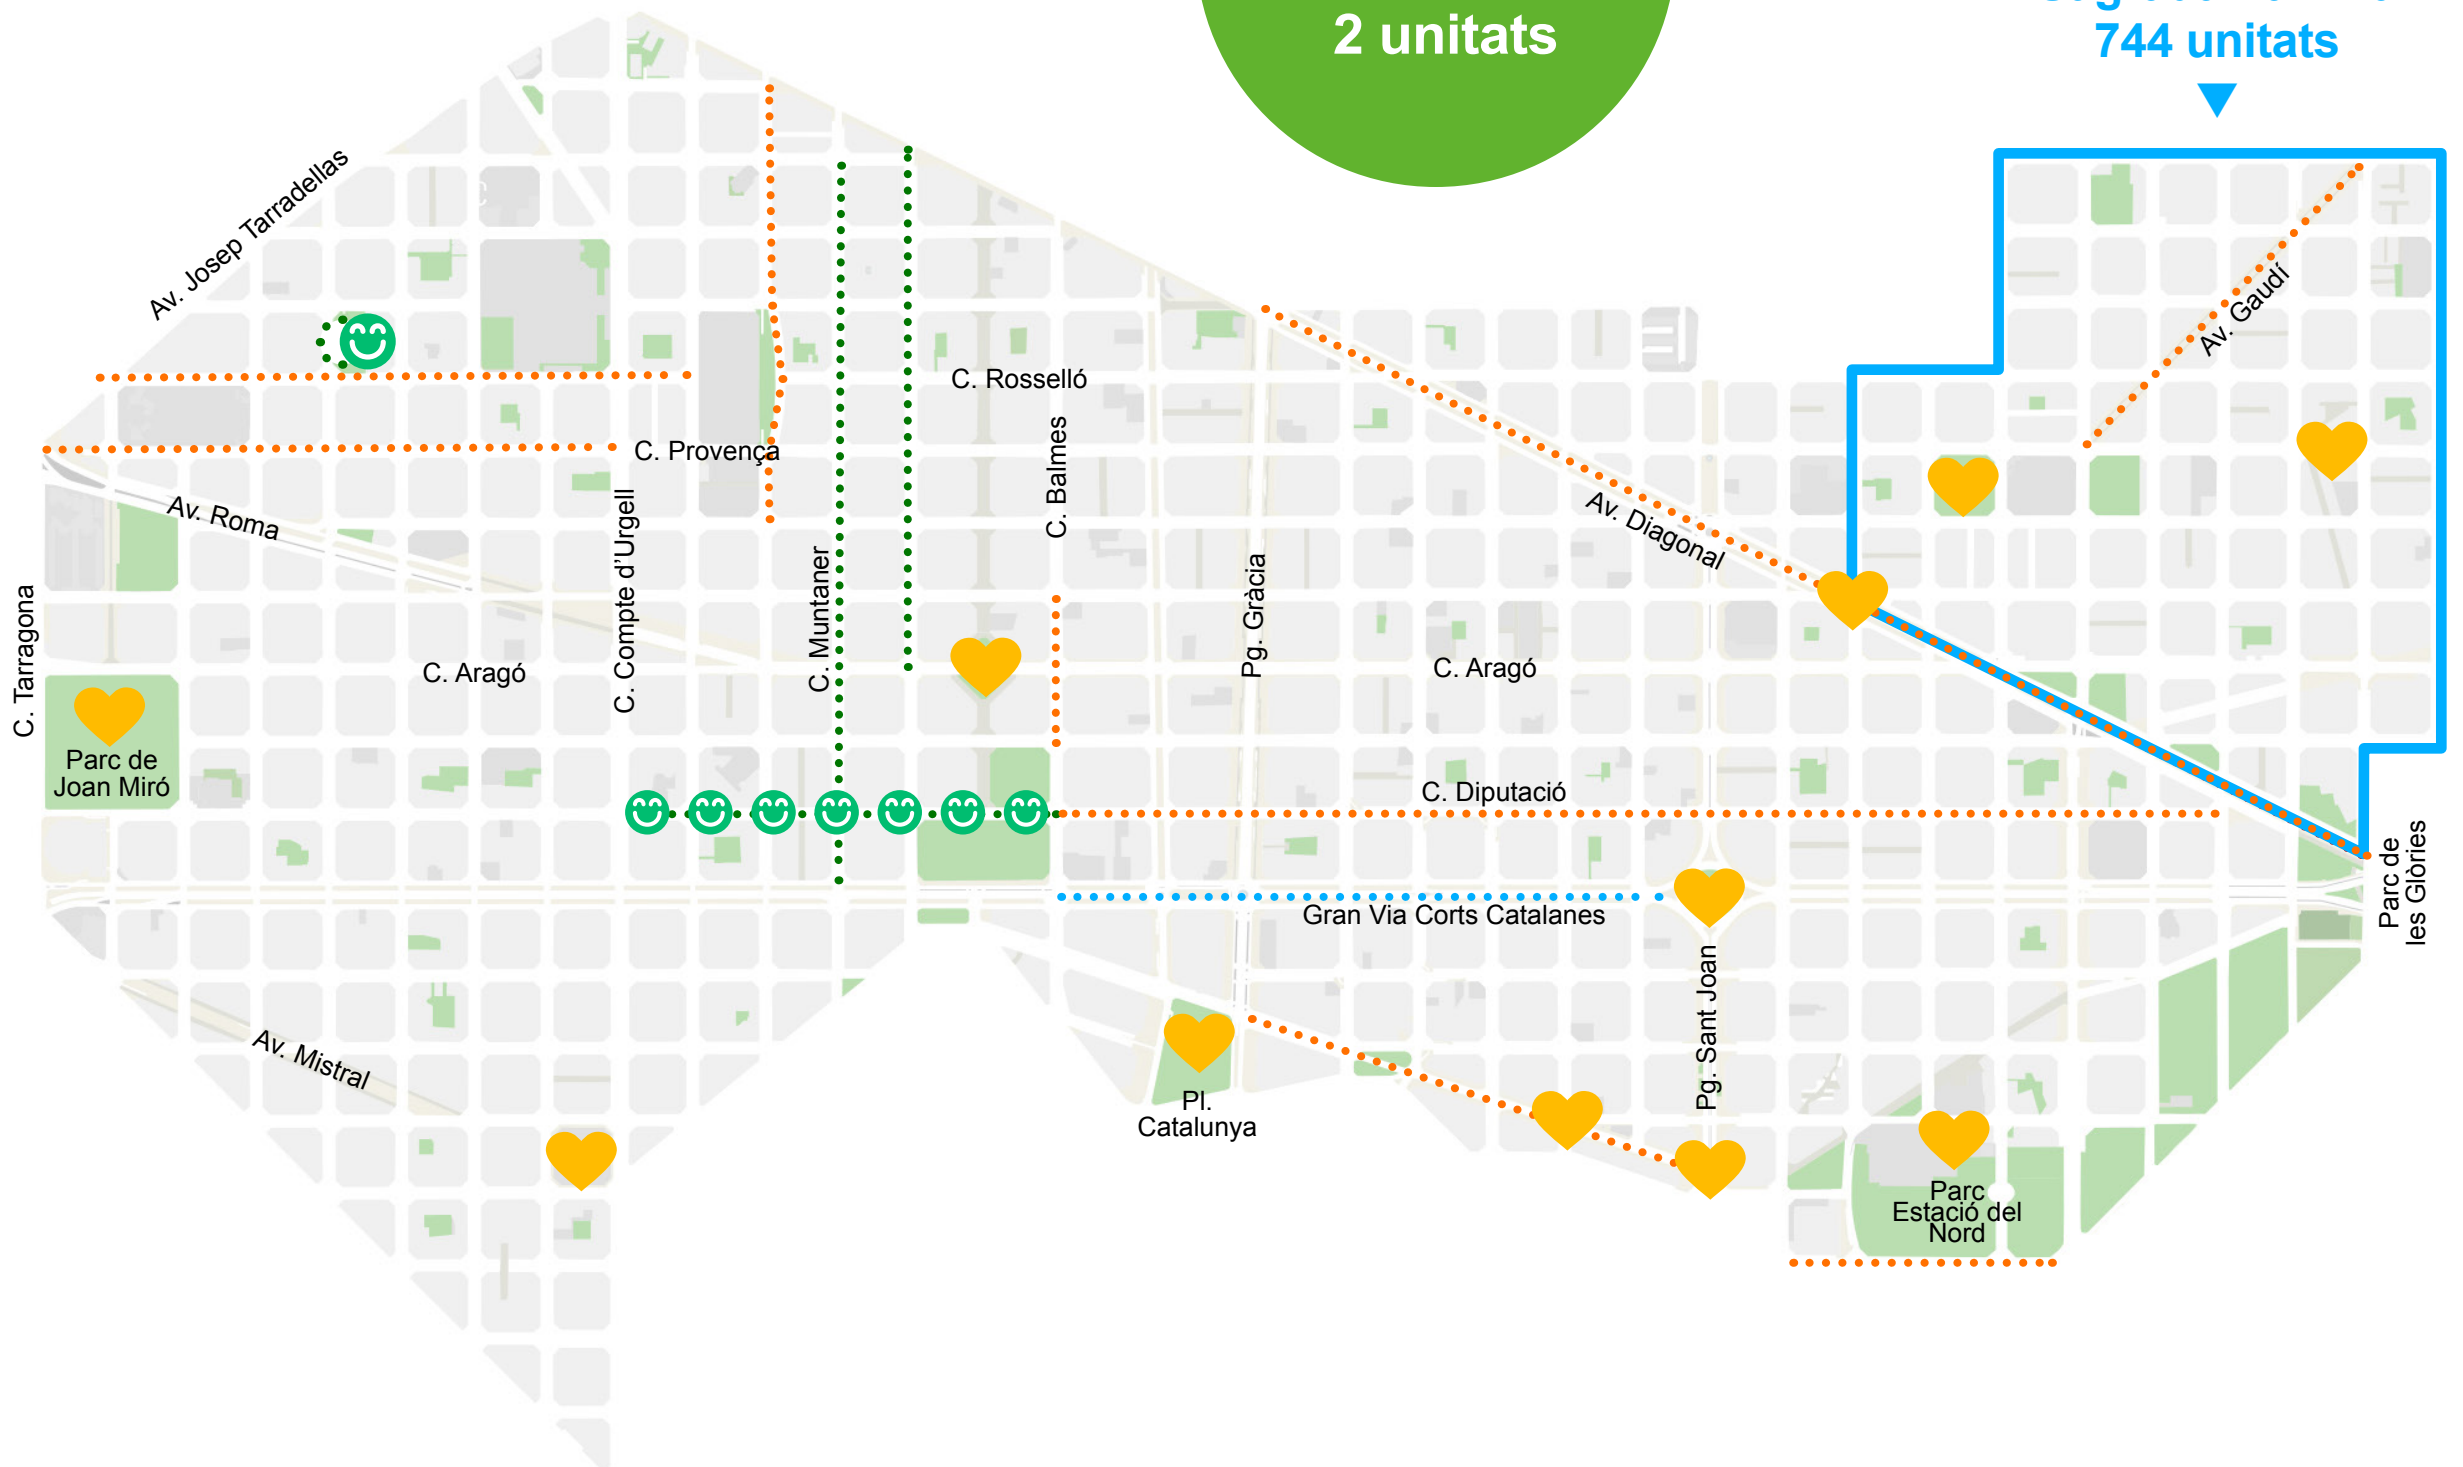 2 unitats
744 unitats
Av. Josep Tarradellas
Av. Gaudí
C. Rosselló
C. Provença
C. Balmes
Av. Roma
C. Compte d'Urgell
Av. Diagonal
C. Muntaner
Pg. Gràcia
C. Tarragona
C. Aragó
C. Aragó
Parc de
Joan Miró
C. Diputació
Parc de
les Glòries
Gran Via Corts Catalanes
Pg. Sant Joan
Av. Mistral
Pl.
Catalunya
Parc
Estació del
Nord